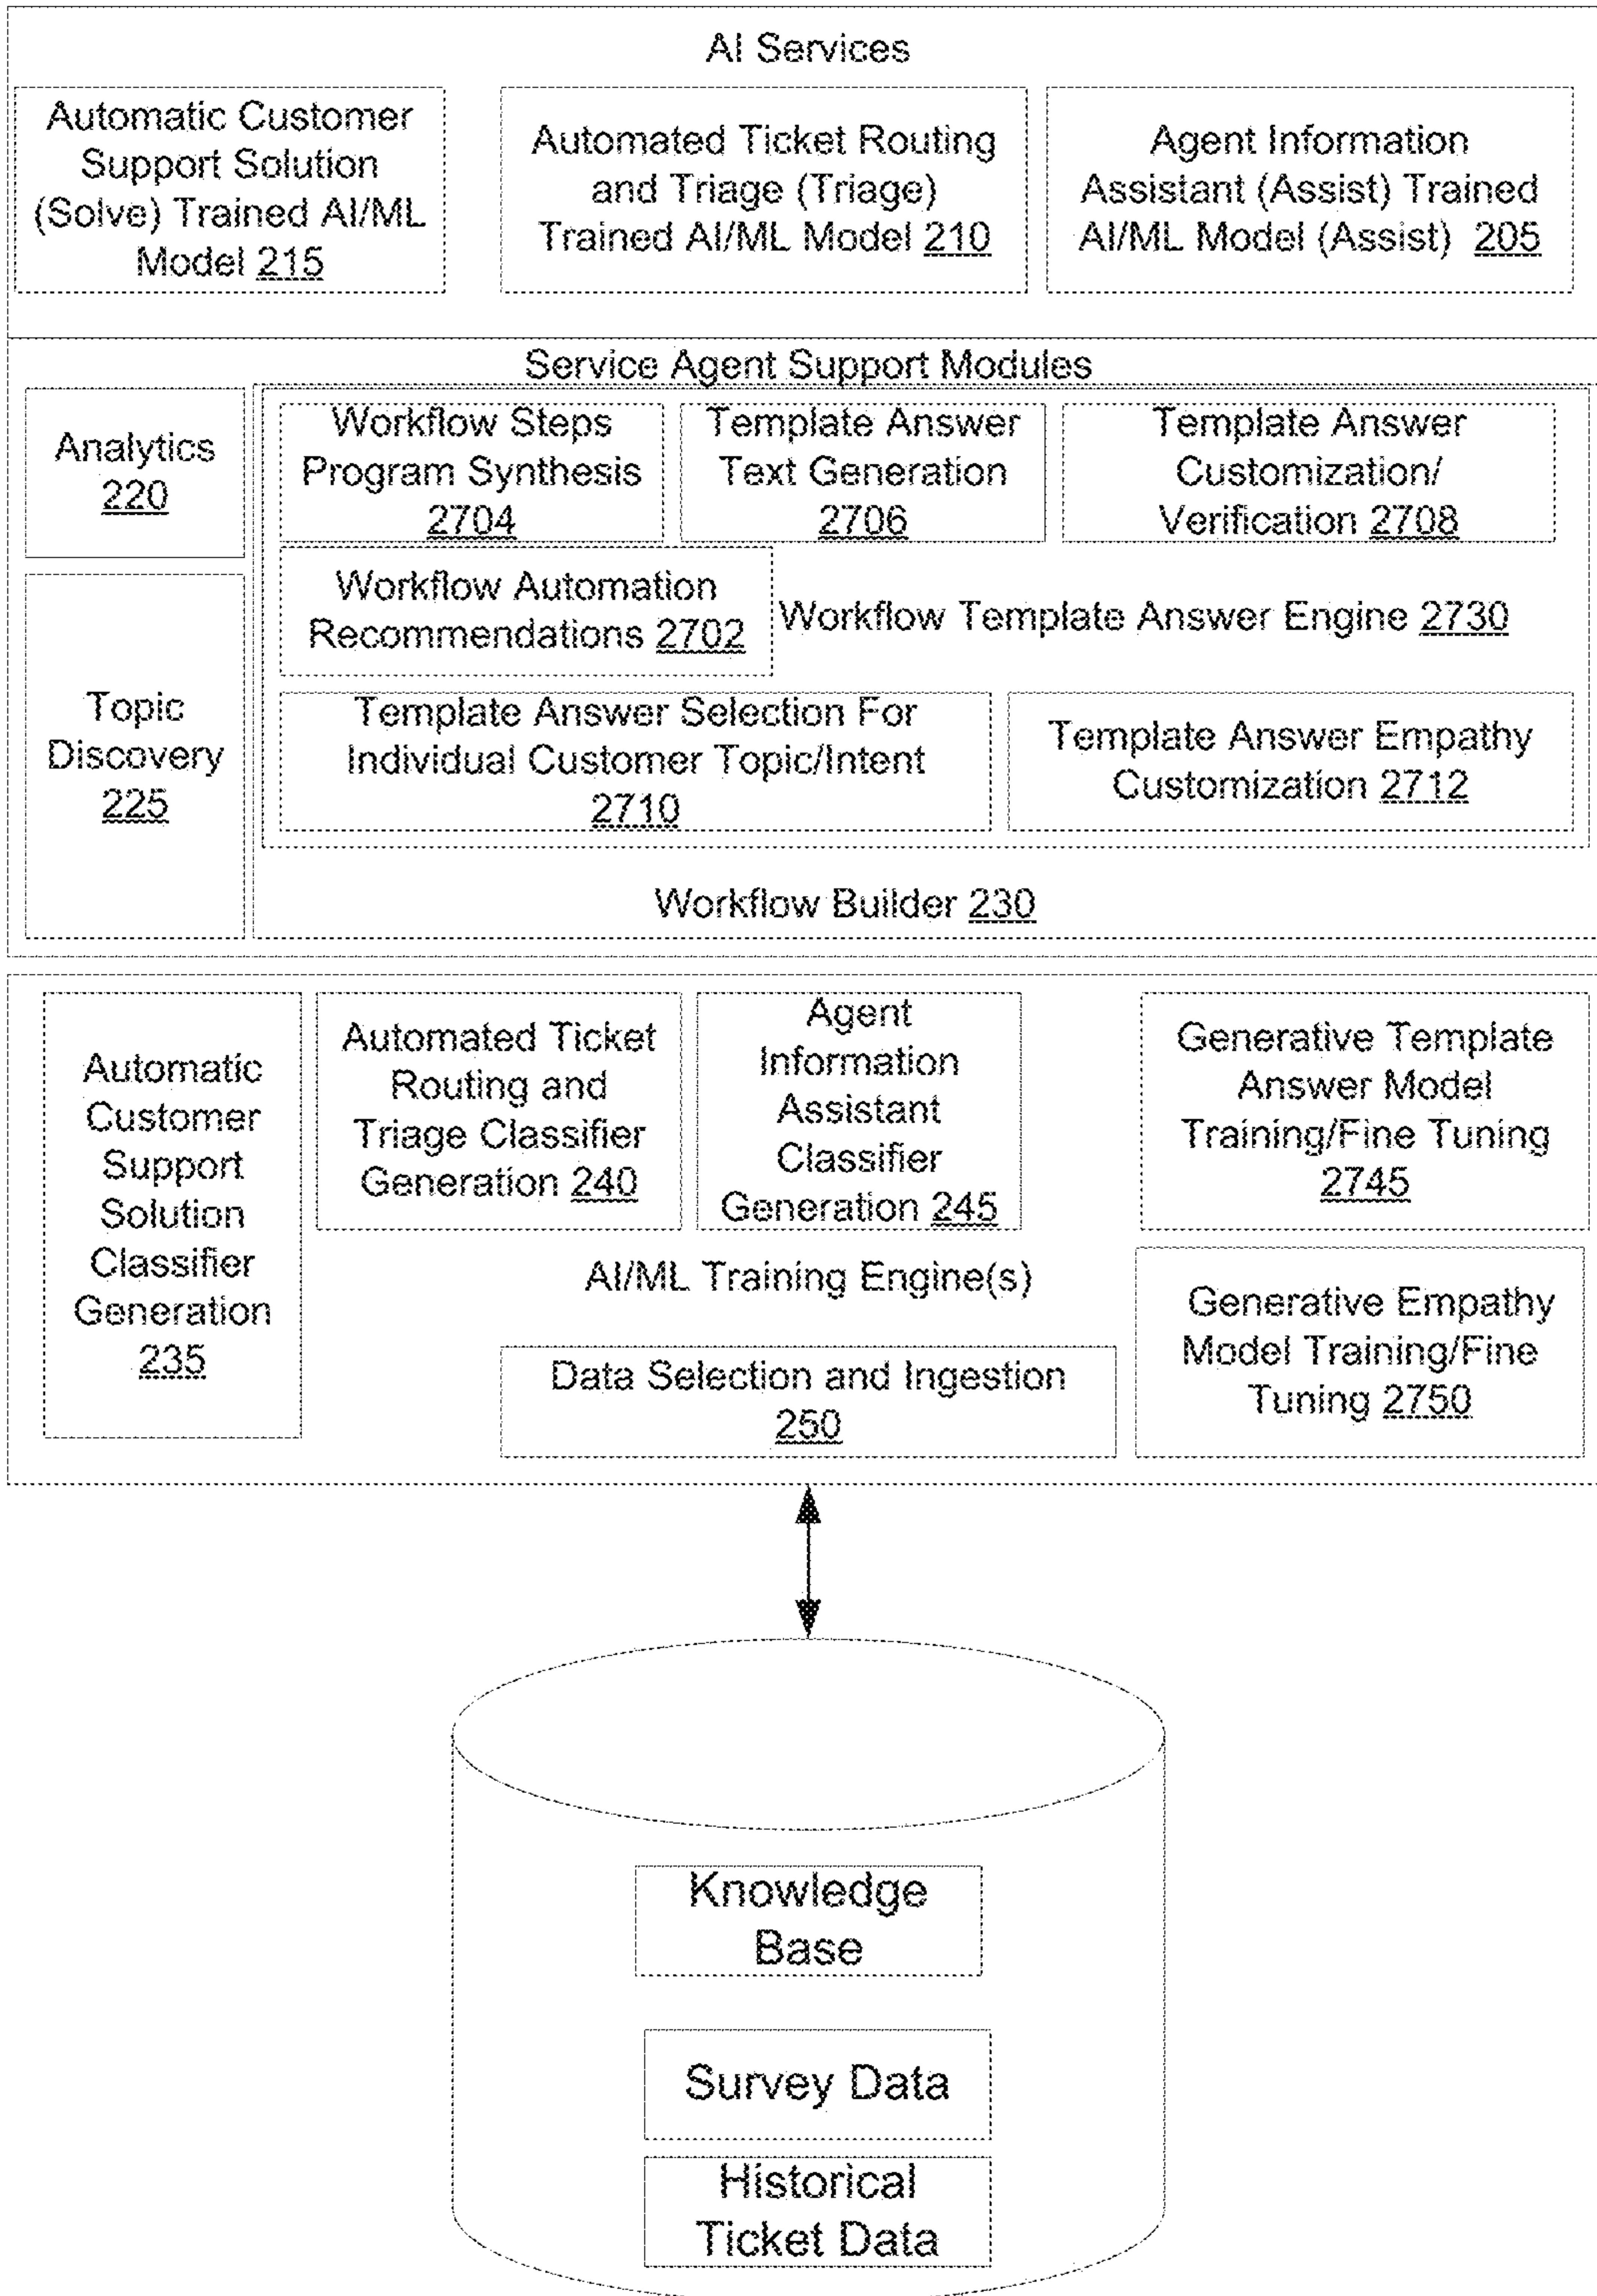 AI Services
Automatic Customer
Support Solution
(Solve) Trained AI/ML
Model 215
Automated Ticket Routing
and Triage (Triage)
Trained AI/ML Model 210
Agent Information
Assistant (Assist) Trained
AI/ML Model (Assist) 205
Service Agent Support Modules
Analytics
220
Topic
Discovery
225
Workflow Steps
Program Synthesis
2704
Template Answer
Text Generation
2706
Template Answer
Customization/
Verification 2708
Workflow Automation
Recommendations 2702
Workflow Template Answer Engine 2730
Template Answer Selection For
Individual Customer Topic/Intent
2710
Template Answer Empathy
Customization 2712
Workflow Builder 230
Automatic
Customer
Support
Solution
Classifier
Generation
235
Automated Ticket
Routing and
Triage Classifier
Generation 240
Agent
Information
Assistant
Classifier
Generation 245
Generative Template
Answer Model
Training/Fine Tuning
2745
AI/ML Training Engine(s)
Generative Empathy
Model Training/Fine
Tuning 2750
Data Selection and Ingestion
250
Knowledge
Base
Survey Data
Historical
Ticket Data